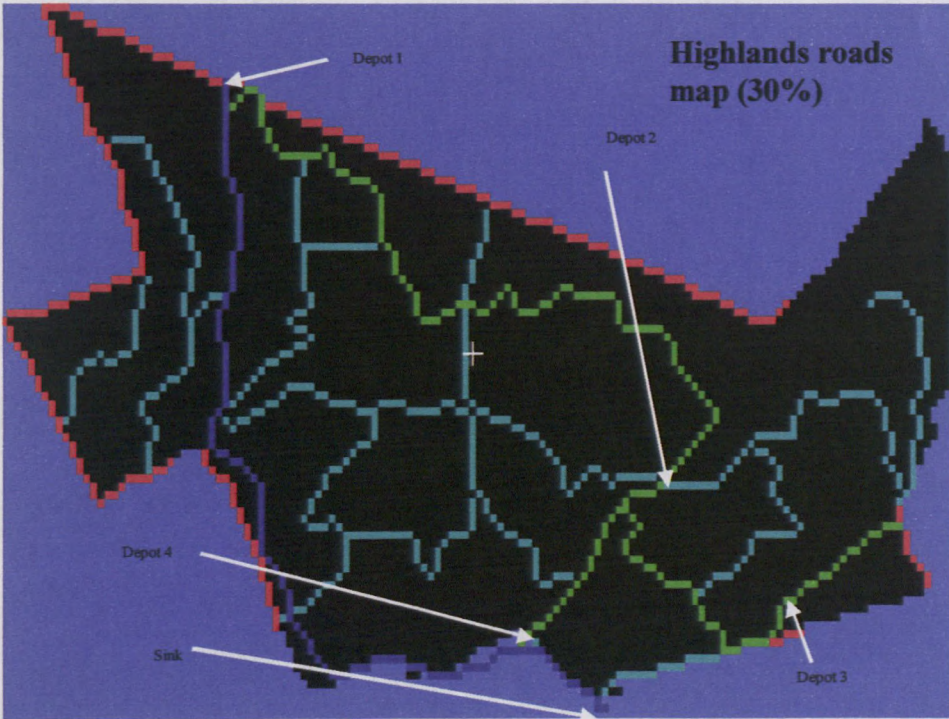 Highlands roads
map (30%)
Depot 1
Depot 2
Depot 4
Sink
Depot 3